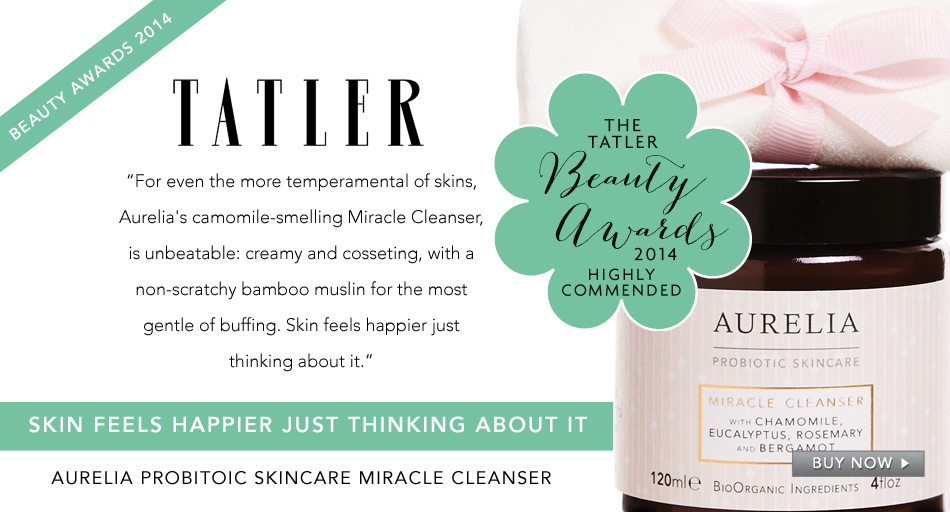 BEAUTY AWARDS 2014
TATLER
“For even the more temperamental of skins,
Aurelia's camomile-smelling Miracle Cleanser,
is unbeatable: creamy and cosseting, with a
non-scratchy bamboo muslin for the most
gentle of buffing. Skin feels happier just
thinking about it.”
SKIN FEELS HAPPIER JUST THINKING ABOUT IT
AURELIA PROBITOIC SKINCARE MIRACLE CLEANSER
THE
TATLER
Beauty
Awards
2014
HIGHLY
COMMENDED
AURELIA
PROBIOTIC SKINCARE
MIRACLE CLEANSER
WITH CHAMOMILE,
EUCALYPTUS, ROSEMARY
AND BERGAMOT
120ml℮ BIOORGANIC INGREDIENTS 4floz
BUY NOW